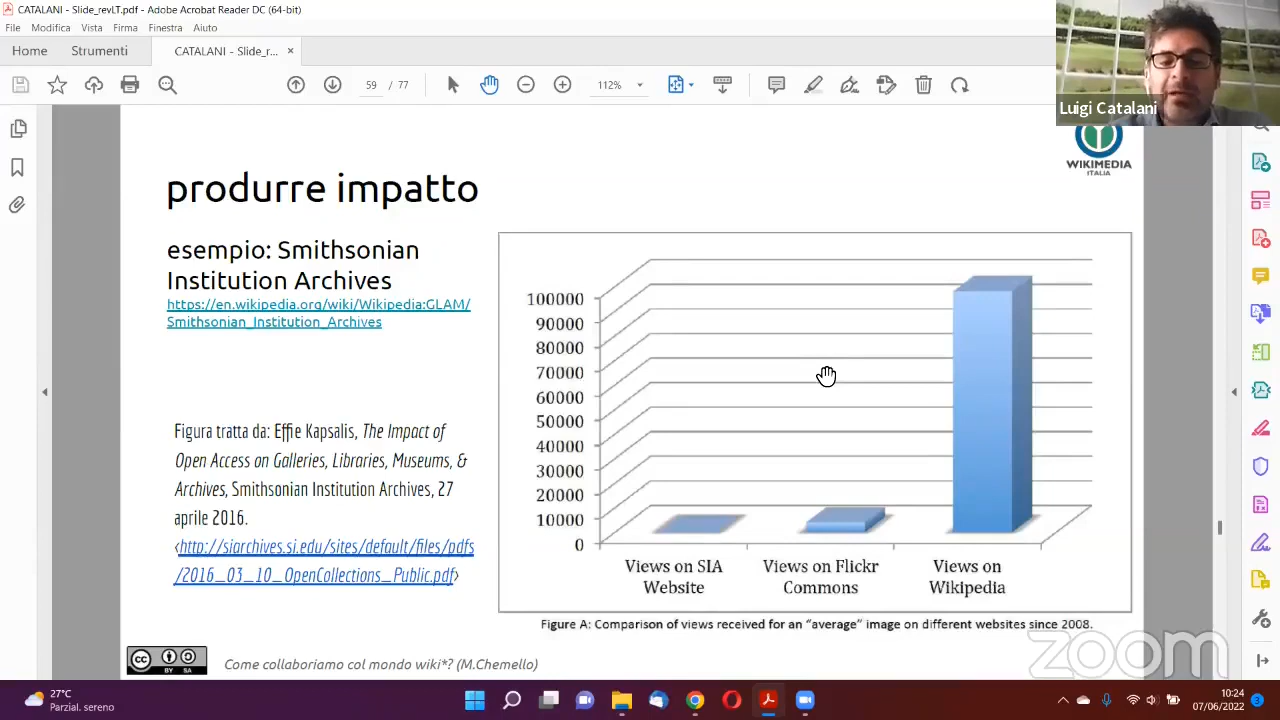 CATALANI - Slide_revLT.pdf - Adobe Acrobat Reader DC (64-bit)
File Modifica Vista Firma Finestra Aiuto
Home Strumenti CATALANI - Slide_r... ×
59 / 77 112%
Luigi Catalani
WIKIMEDIA
ITALIA
produrre impatto
esempio: Smithsonian
Institution Archives
https://en.wikipedia.org/wiki/Wikipedia:GLAM/
Smithsonian_Institution_Archives
Figura tratta da: Effie Kapsalis, The Impact of
Open Access on Galleries, Libraries, Museums, &
Archives, Smithsonian Institution Archives, 27
aprile 2016.
<http://siarchives.si.edu/sites/default/files/pdfs
/2016_03_10_OpenCollections_Public.pdf>
100000
90000
80000
70000
60000
50000
40000
30000
20000
10000
0
Views on SIA
Website
Views on Flickr
Commons
Views on
Wikipedia
Figure A: Comparison of views received for an “average” image on different websites since 2008.
cc BY SA
Come collaboriamo col mondo wiki*? (M.Chemello)
zoom
27°C
Parzial. sereno
10:24
07/06/2022
3